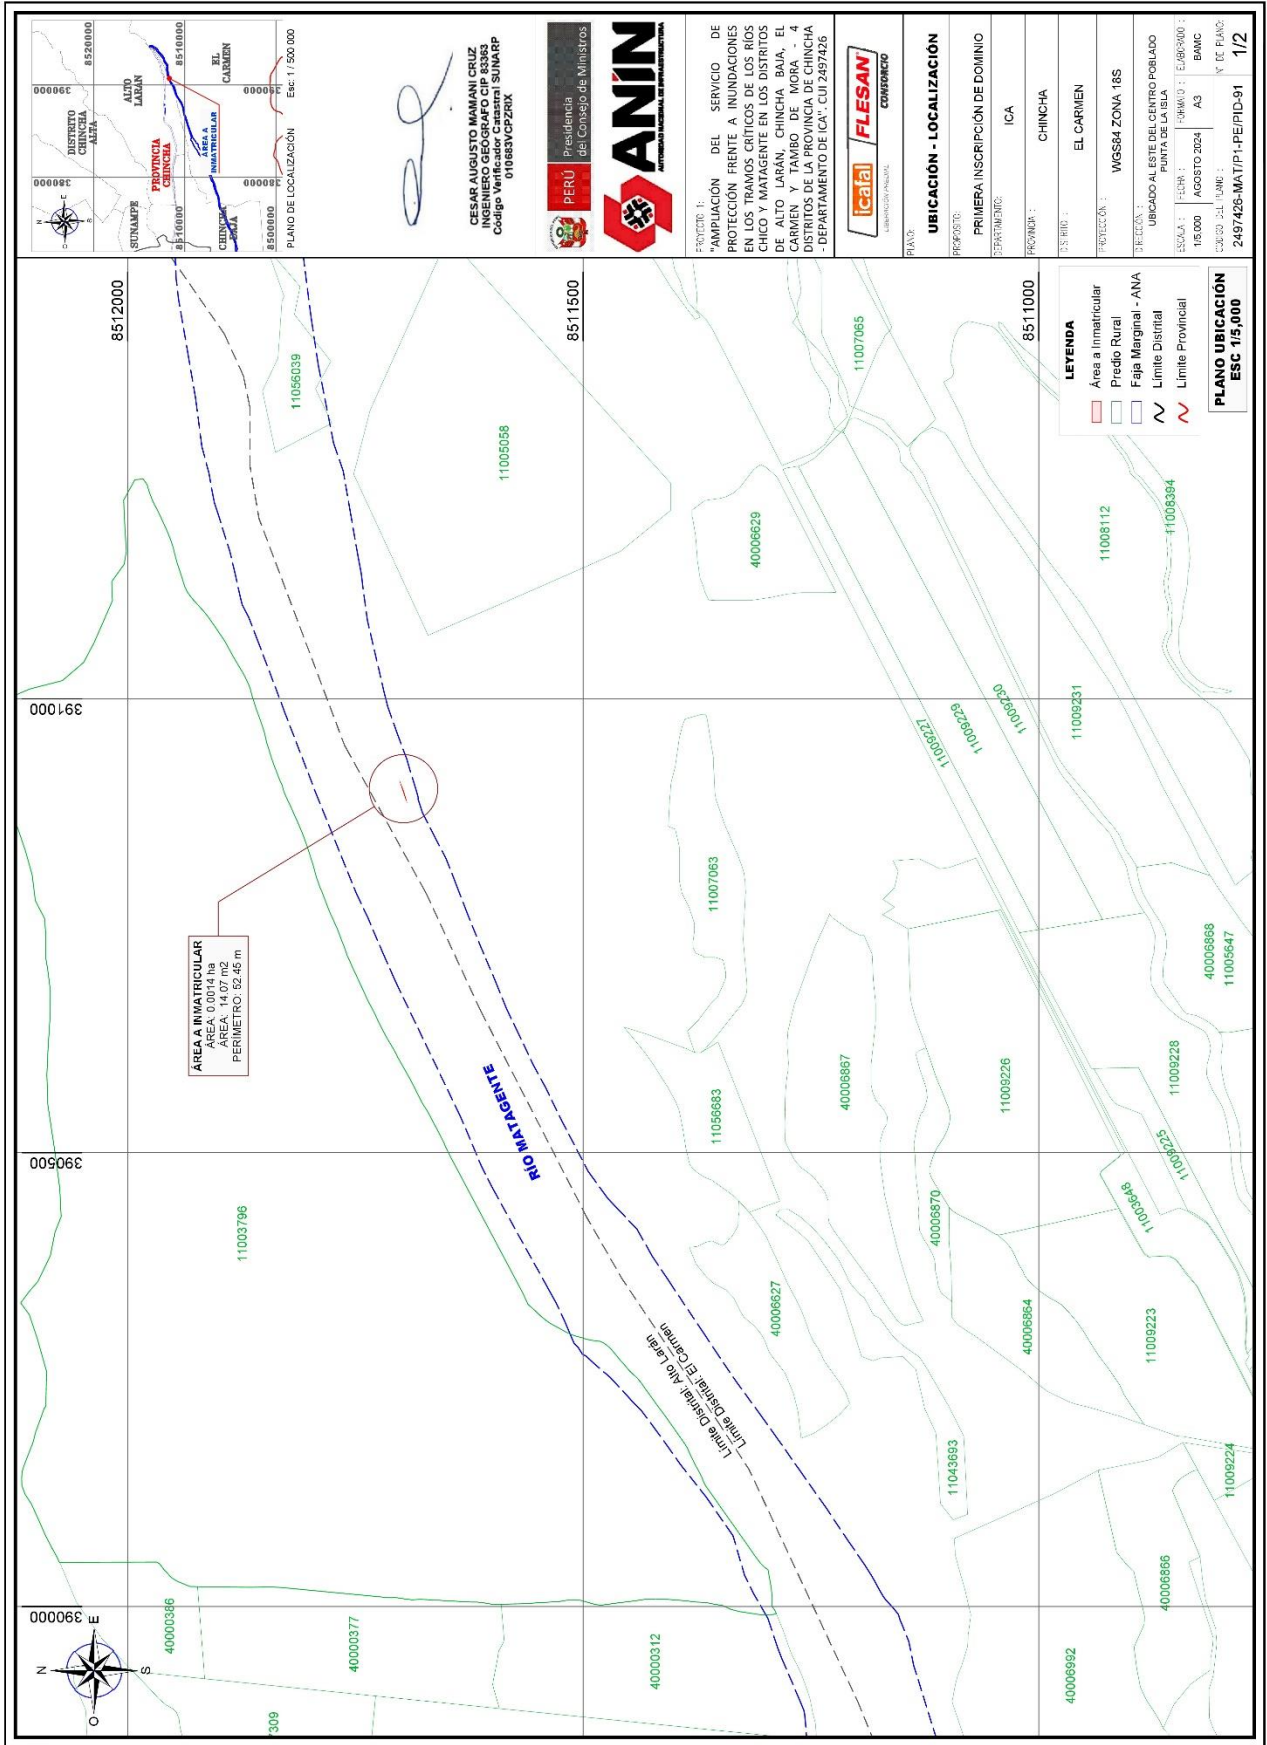 8512000
8511500
8511000
391000
390500
390000
N
E
S
O
ÁREA A INMATRICULAR
ÁREA: 0.0014 ha
ÁREA: 14.07 m2
PERÍMETRO: 52.45 m
RÍO MATAGENTE
Límite Distrital: Alto Larán
Límite Distrital: El Carmen
11003796
11056039
11005058
40006629
11007065
11008112
11008394
11009227
11009229
11009230
11009231
11007063
11056683
40006867
11009226
40006868
11005647
11009228
11009225
11003648
40006870
40006627
40006864
11009223
11043693
11009224
40006866
40006992
40000312
40000377
40000386
7309
LEYENDA
Área a Inmatricular
Predio Rural
Faja Marginal - ANA
Límite Distrital
Límite Provincial
PLANO UBICACIÓN
ESC 1/5,000
380000
390000
8520000
8510000
8500000
N
E
S
O
DISTRITO
CHINCHA
ALTA
ALTO
LARÁN
SUNAMPE
PROVINCIA
CHINCHA
ÁREA A
INMATRICULAR
EL
CARMEN
CHINCHA
BAJA
8510000
380000
390000
PLANO DE LOCALIZACIÓN
Esc: 1 / 500 000
CESAR AUGUSTO MAMANI CRUZ
INGENIERO GEÓGRAFO CIP 83363
Código Verificador Catastral SUNARP
010683VCPZRIX
PERÚ
Presidencia
del Consejo de Ministros
ANIN
AUTORIDAD NACIONAL DE INFRAESTRUCTURA
PROYECTO 1:
"AMPLIACIÓN DEL SERVICIO DE
PROTECCIÓN FRENTE A INUNDACIONES
EN LOS TRAMOS CRÍTICOS DE LOS RÍOS
CHICO Y MATAGENTE EN LOS DISTRITOS
DE ALTO LARÁN, CHINCHA BAJA, EL
CARMEN Y TAMBO DE MORA - 4
DISTRITOS DE LA PROVINCIA DE CHINCHA
- DEPARTAMENTO DE ICA". CUI 2497426
icafal
FLESAN
CONSORCIO
PLANO:
UBICACIÓN - LOCALIZACIÓN
PROPOSITO:
PRIMERA INSCRIPCIÓN DE DOMINIO
DEPARTAMENTO:
ICA
PROVINCIA :
CHINCHA
DISTRITO :
EL CARMEN
PROYECCIÓN :
WGS84 ZONA 18S
DIRECCIÓN :
UBICADO AL ESTE DEL CENTRO POBLADO
PUNTA DE LA ISLA
ESCALA :
1/5,000
FECHA :
AGOSTO 2024
FORMATO :
A3
ELABORADO :
BAMC
CODIGO DEL PLANO :
2497426-MAT/P1-PE/PID-91
N° DE PLANO:
1/2